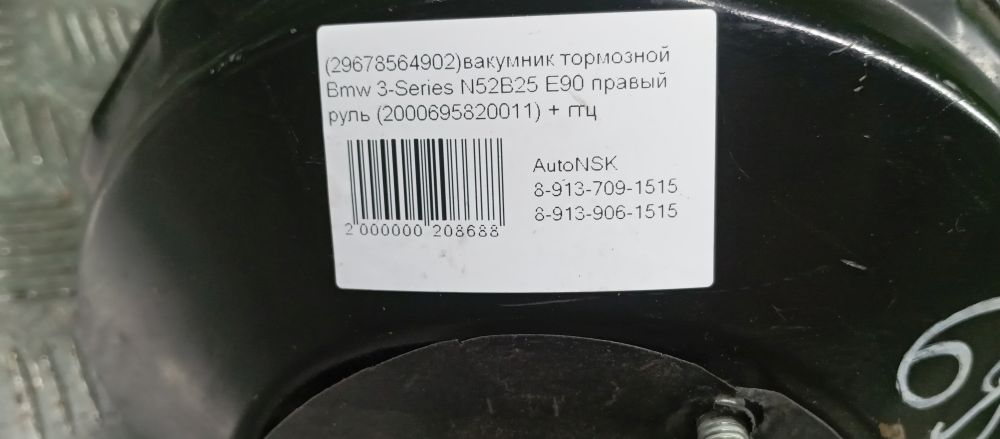 (29678564902)вакумник тормозной
Bmw 3-Series N52B25 E90 правый
руль (2000695820011) + гтц
AutoNSK
8-913-709-1515
8-913-906-1515
2 000000 208688